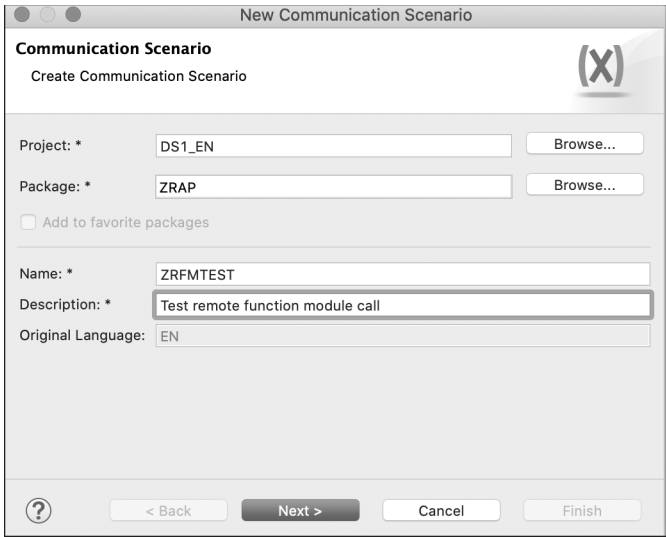 New Communication Scenario
Communication Scenario
Create Communication Scenario
(X)
Project: * DS1_EN Browse...
Package: * ZRAP Browse...
Add to favorite packages
Name: * ZRFMTEST
Description: * Test remote function module call
Original Language: EN
? < Back Next > Cancel Finish